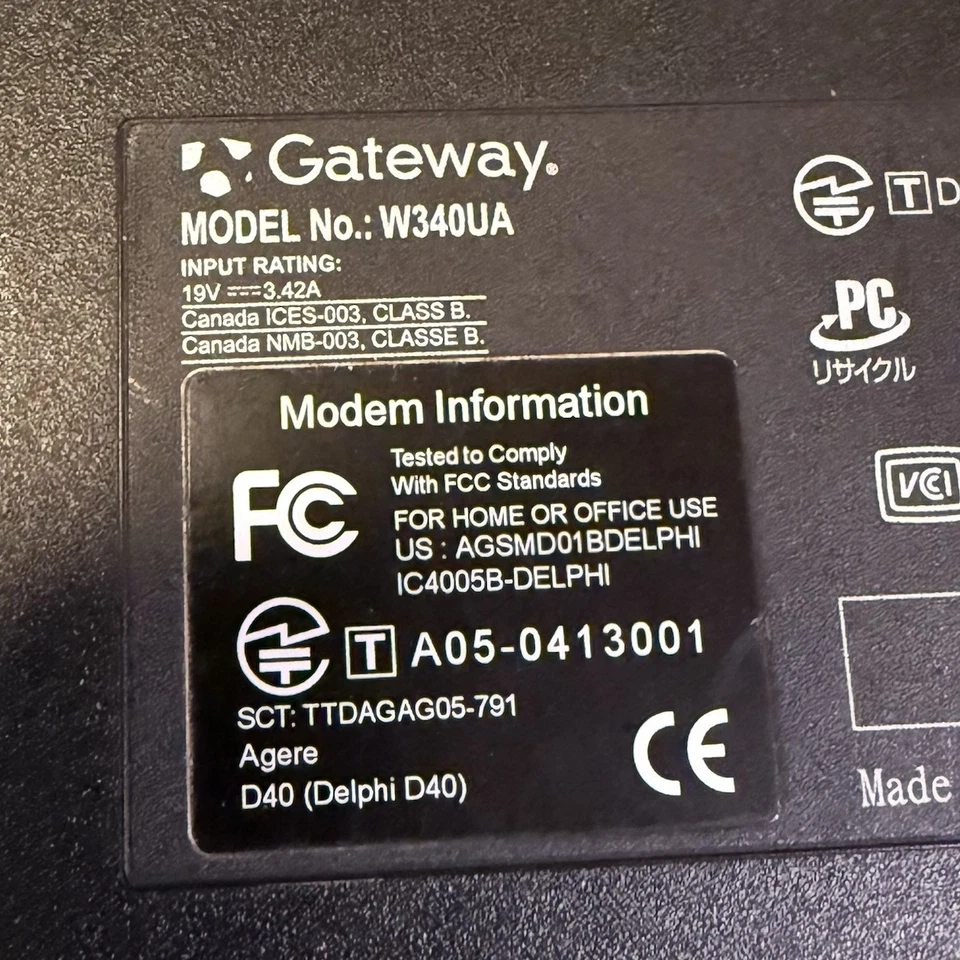 Gateway®
MODEL No.: W340UA
INPUT RATING:
19V ⎓ 3.42A
Canada ICES-003, CLASS B.
Canada NMB-003, CLASSE B.
Modem Information
FC
Tested to Comply
With FCC Standards
FOR HOME OR OFFICE USE
US : AGSMD01BDELPHI
IC4005B-DELPHI
T A05-0413001
SCT: TTDAGAG05-791
Agere
D40 (Delphi D40)
CE
T D
PC
リサイクル
VCI
Made